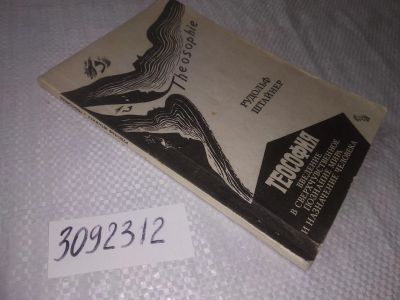 Theosophie
РУДОЛЬФ
ШТАЙНЕР
ТЕОСОФИЯ
ВВЕДЕНИЕ
В СВЕРХЧУВСТВЕННОЕ
ПОЗНАНИЕ МИРА
И НАЗНАЧЕНИЕ ЧЕЛОВЕКА
3092312